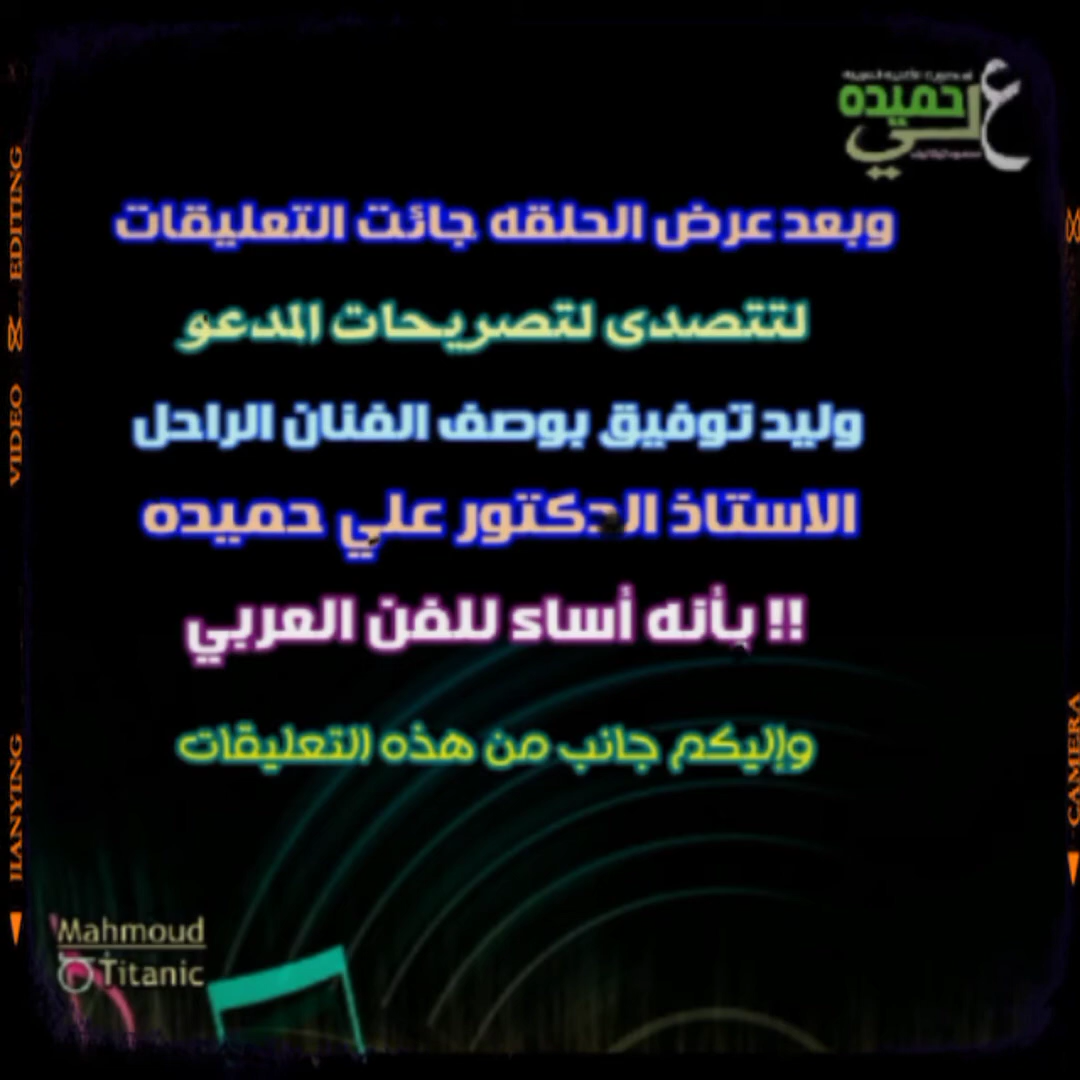 علي حميده
وبعد عرض الحلقه جائت التعليقات
لتتصدى لتصريحات المدعو
وليد توفيق بوصف الفنان الراحل
الاستاذ الدكتور علي حميده
بأنه أساء للفن العربي !!
وإليكم جانب من هذه التعليقات
Mahmoud
Titanic
VIDEO EDITING
JIANYING
CAMERA